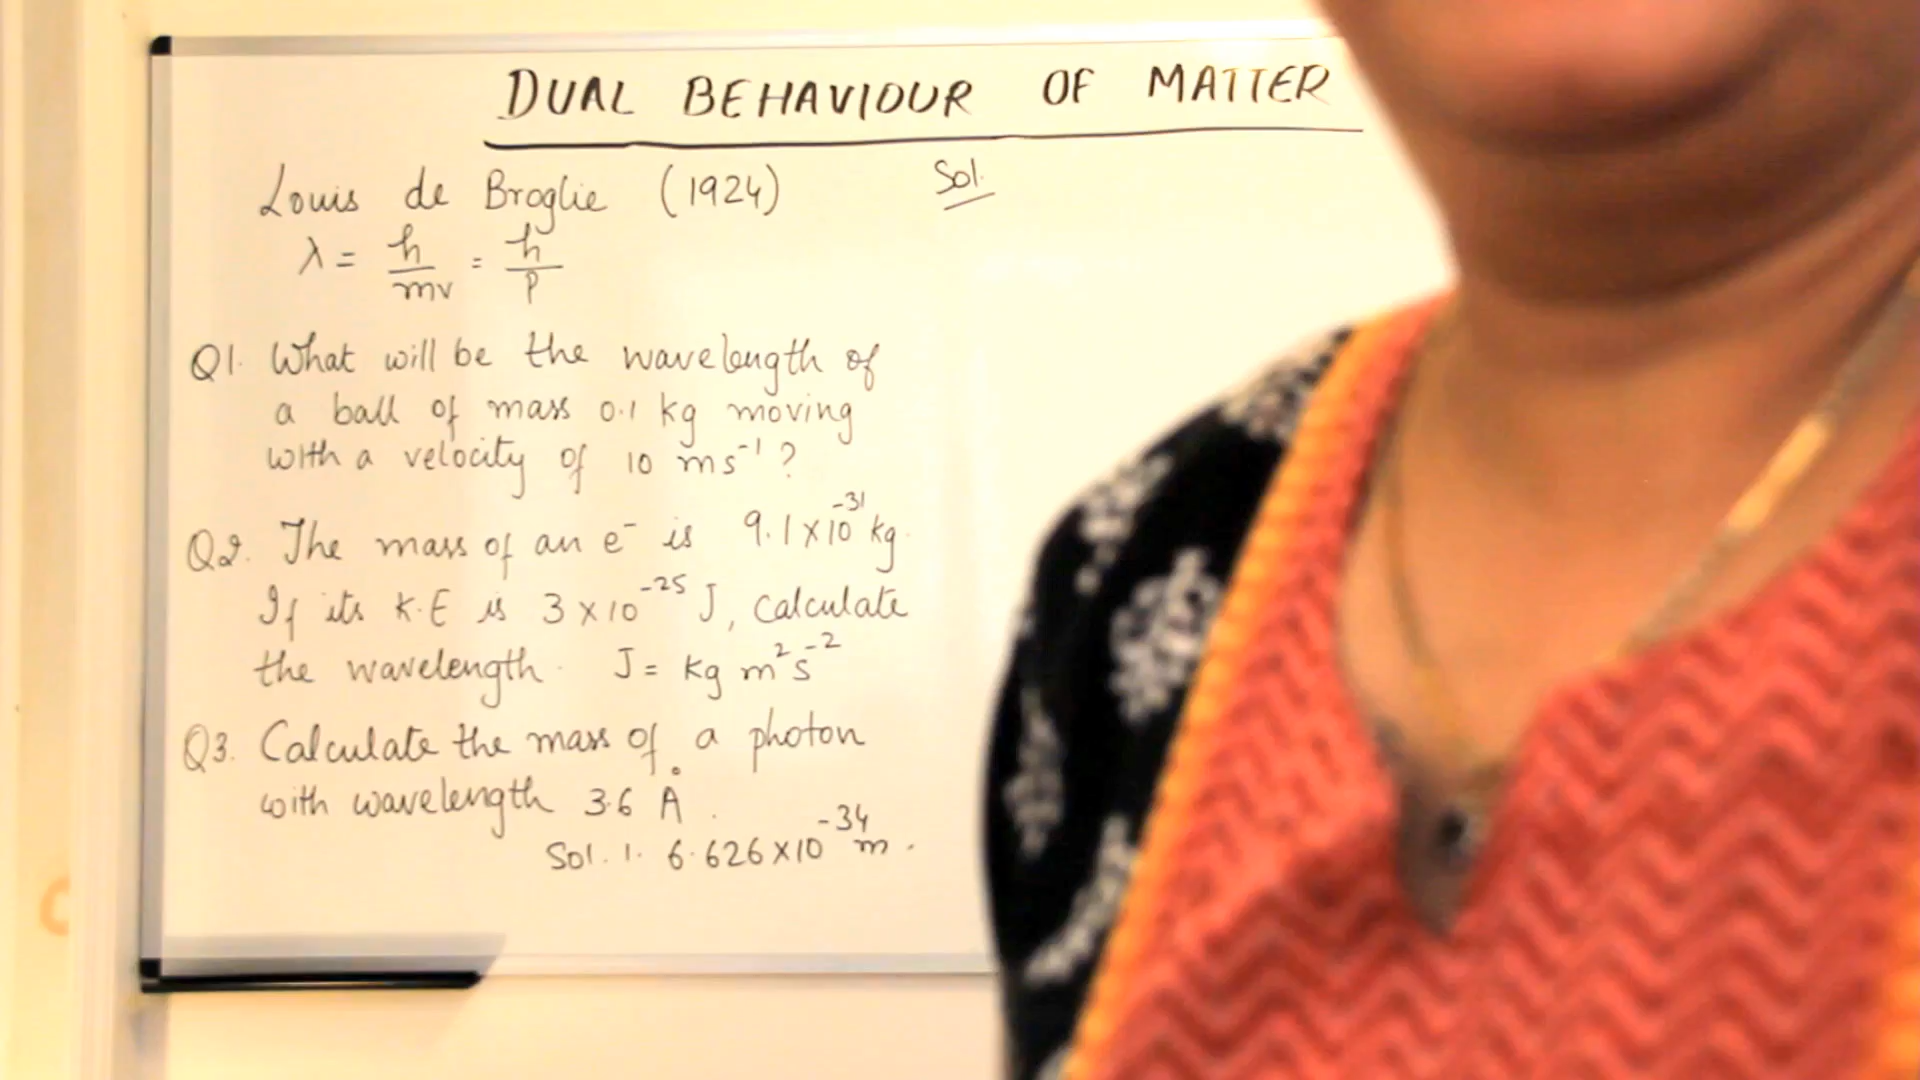 DUAL BEHAVIOUR OF MATTER
Louis de Broglie (1924)
λ = h/mv = h/p
Q1. What will be the wavelength of
a ball of mass 0.1 kg moving
with a velocity of 10 ms⁻¹ ?
Q2. The mass of an e⁻ is 9.1×10⁻³¹ kg.
If its K.E is 3×10⁻²⁵ J, calculate
the wavelength. J = kg m² s⁻²
Q3. Calculate the mass of a photon
with wavelength 3.6 Å.
Sol. 1. 6.626×10⁻³⁴ m.
Sol.